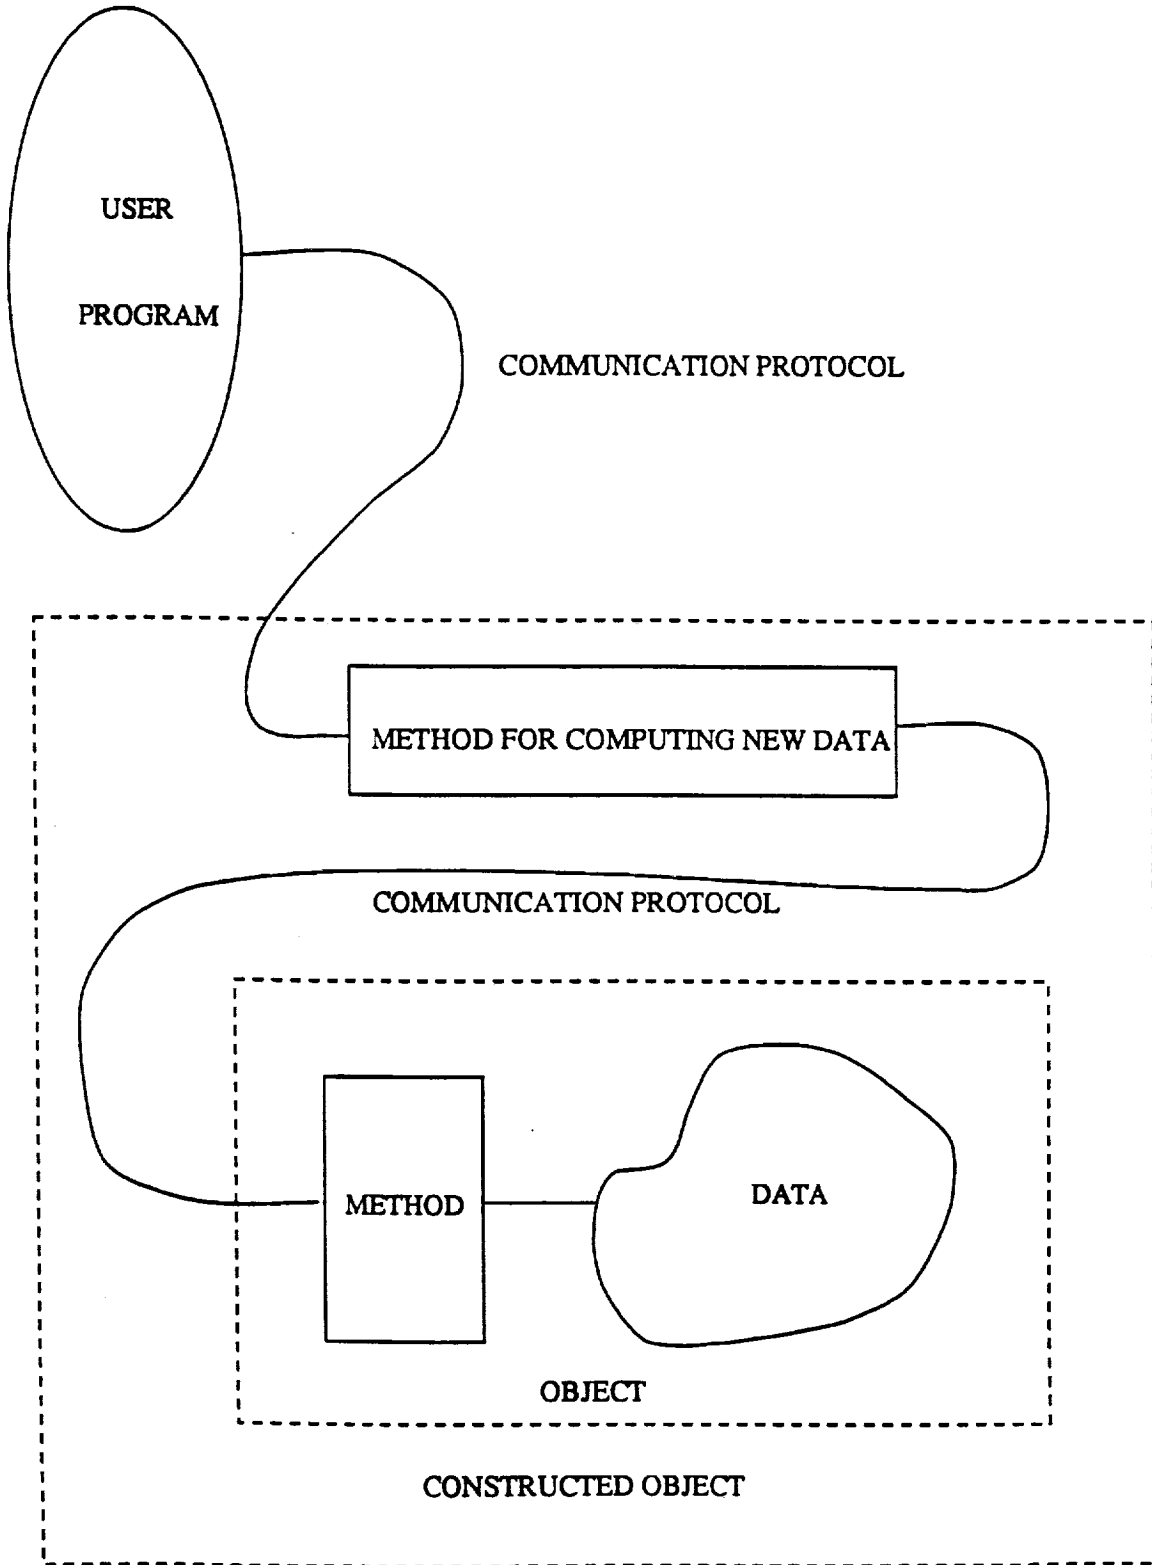 USER
PROGRAM
COMMUNICATION PROTOCOL
METHOD FOR COMPUTING NEW DATA
COMMUNICATION PROTOCOL
METHOD
DATA
OBJECT
CONSTRUCTED OBJECT